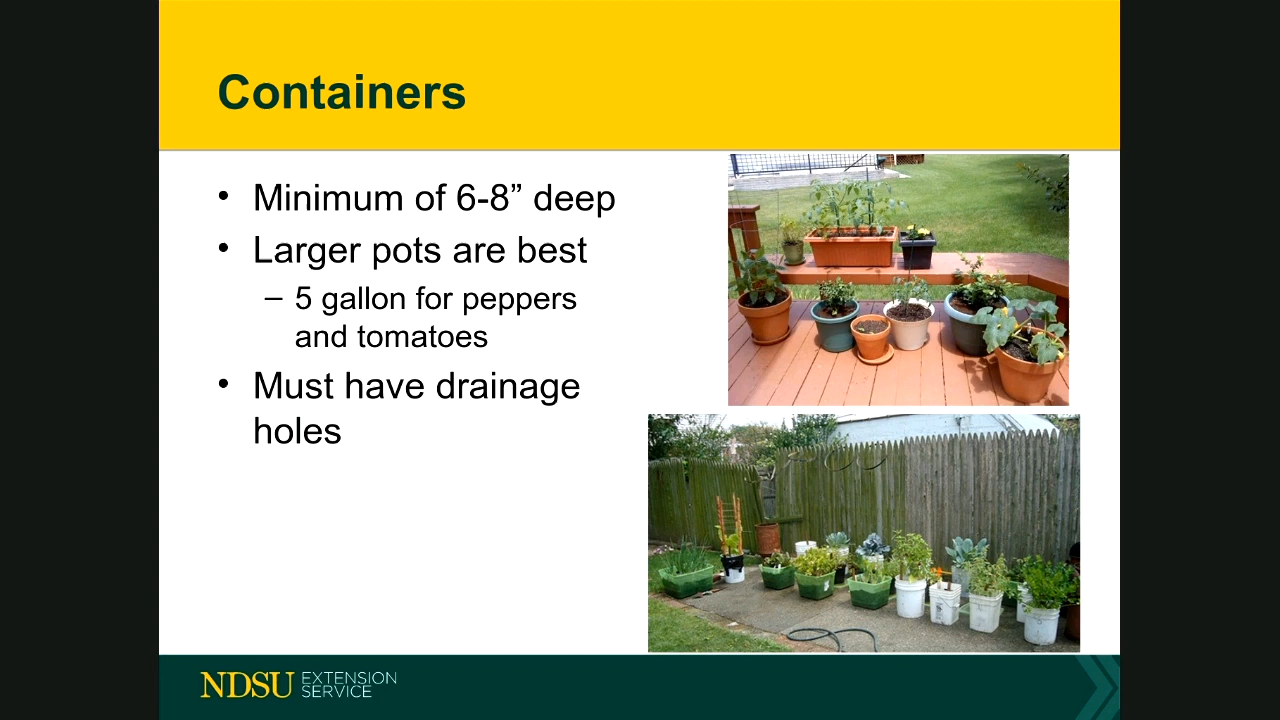 Containers
• Minimum of 6-8” deep
• Larger pots are best
– 5 gallon for peppers
and tomatoes
• Must have drainage
holes
NDSU EXTENSION
SERVICE